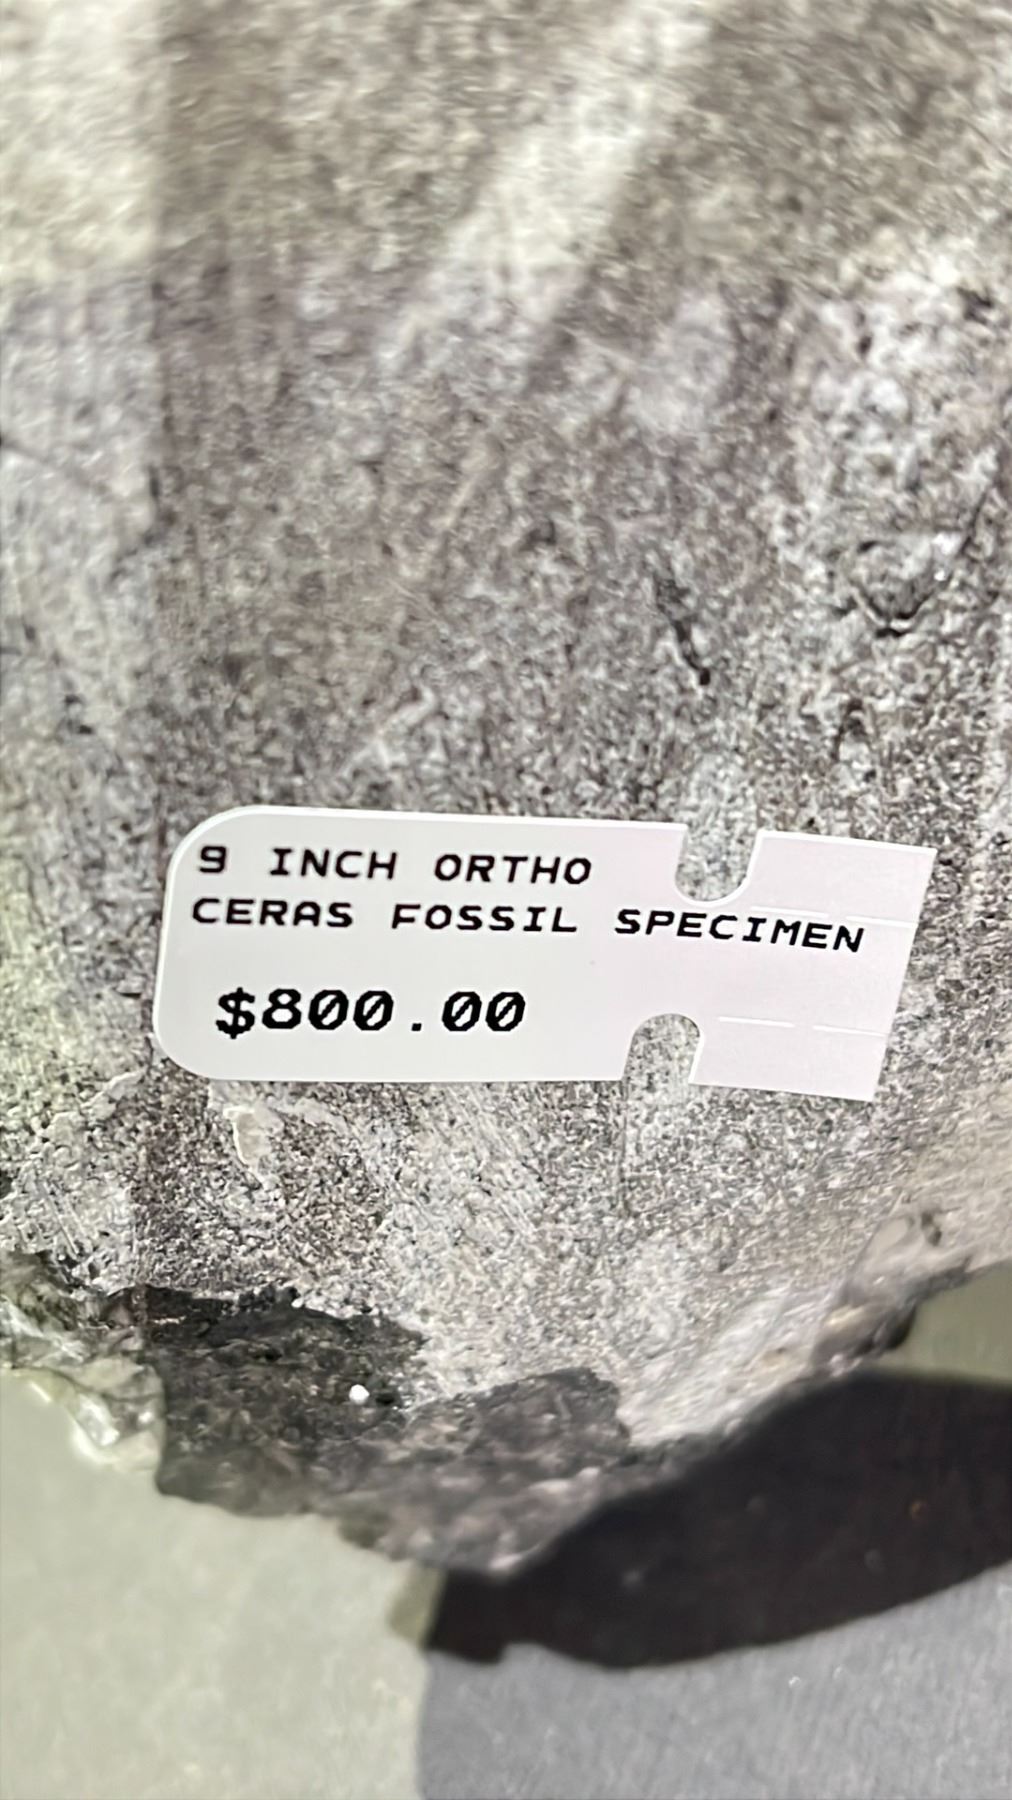 9 INCH ORTHO
CERAS FOSSIL SPECIMEN
$800.00